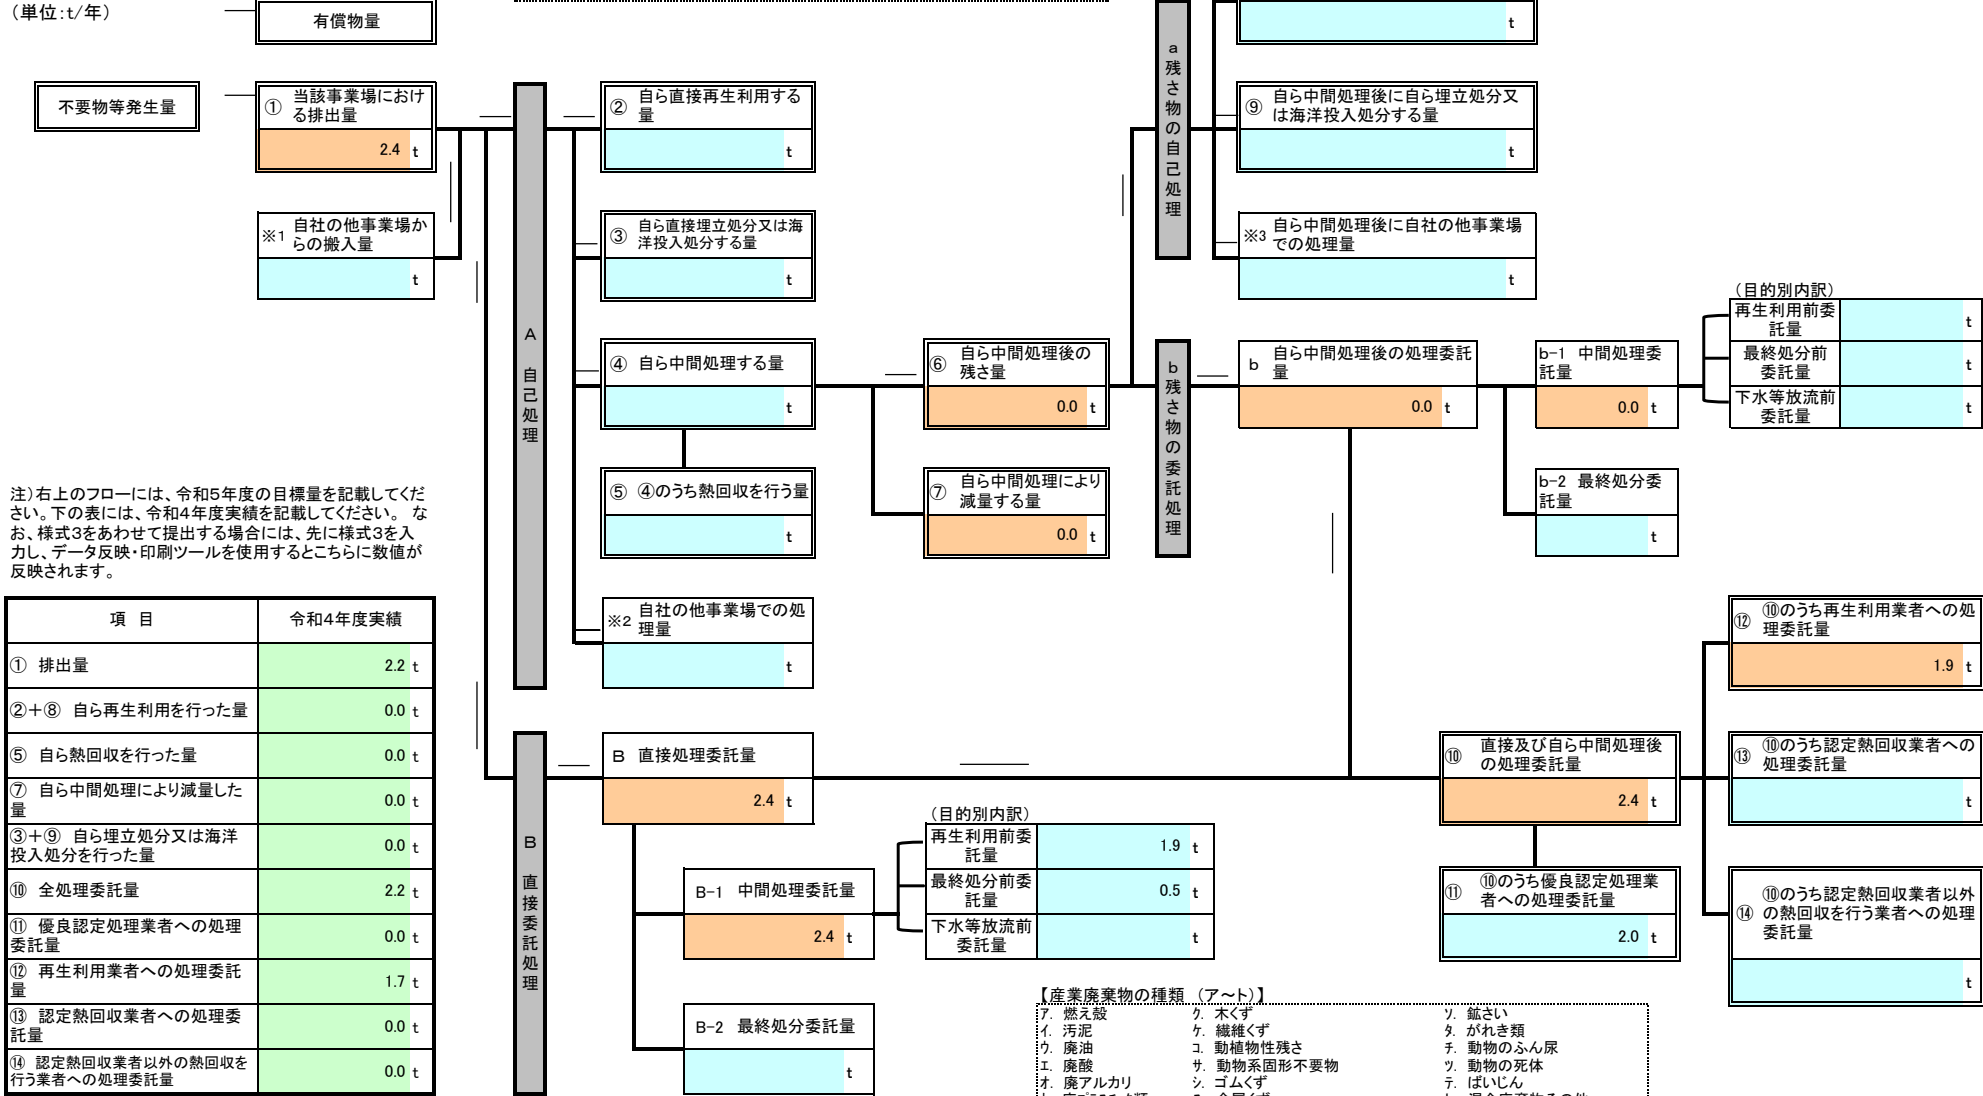 （単位：t/年）
有償物量
t
不要物等発生量
① 当該事業場におけ
る排出量
2.4 t
※1 自社の他事業場か
らの搬入量
t
A 自己処理
② 自ら直接再生利用する
量
t
③ 自ら直接埋立処分又は海
洋投入処分する量
t
④ 自ら中間処理する量
t
⑤ ④のうち熱回収を行う量
t
※2 自社の他事業場での処
理量
t
⑥ 自ら中間処理後の
残さ量
0.0 t
⑦ 自ら中間処理により
減量する量
0.0 t
a 残さ物の自己処理
⑨ 自ら中間処理後に自ら埋立処分又
は海洋投入処分する量
t
※3 自ら中間処理後に自社の他事業場
での処理量
t
b 残さ物の委託処理
b 自ら中間処理後の処理委託
量
0.0 t
b-1 中間処理委
託量
0.0 t
（目的別内訳）
再生利用前委
託量
t
最終処分前
委託量
t
下水等放流前
委託量
t
b-2 最終処分委
託量
t
注）右上のフローには、令和５年度の目標量を記載してくだ
さい。下の表には、令和４年度実績を記載してください。 な
お、様式３をあわせて提出する場合には、先に様式３を入
力し、データ反映・印刷ツールを使用するとこちらに数値が
反映されます。
項 目 令和４年度実績
① 排出量 2.2 t
②＋⑧ 自ら再生利用を行った量 0.0 t
⑤ 自ら熱回収を行った量 0.0 t
⑦ 自ら中間処理により減量した
量 0.0 t
③＋⑨ 自ら埋立処分又は海洋
投入処分を行った量 0.0 t
⑩ 全処理委託量 2.2 t
⑪ 優良認定処理業者への処理
委託量 0.0 t
⑫ 再生利用業者への処理委託
量 1.7 t
⑬ 認定熱回収業者への処理委
託量 0.0 t
⑭ 認定熱回収業者以外の熱回収を
行う業者への処理委託量 0.0 t
B 直接委託処理
B 直接処理委託量
2.4 t
B-1 中間処理委託量
2.4 t
B-2 最終処分委託量
t
（目的別内訳）
再生利用前委
託量
1.9 t
最終処分前委
託量
0.5 t
下水等放流前
委託量
t
⑩ 直接及び自ら中間処理後
の処理委託量
2.4 t
⑪ ⑩のうち優良認定処理業
者への処理委託量
2.0 t
⑫ ⑩のうち再生利用業者への処
理委託量
1.9 t
⑬ ⑩のうち認定熱回収業者への
処理委託量
t
⑭ ⑩のうち認定熱回収業者以外
の熱回収を行う業者への処理
委託量
t
【産業廃棄物の種類 （ア～ト）】
ア. 燃え殻 ク. 木くず ソ. 鉱さい
イ. 汚泥 ケ. 繊維くず タ. がれき類
ウ. 廃油 コ. 動植物性残さ チ. 動物のふん尿
エ. 廃酸 サ. 動物系固形不要物 ツ. 動物の死体
オ. 廃アルカリ シ. ゴムくず テ. ばいじん